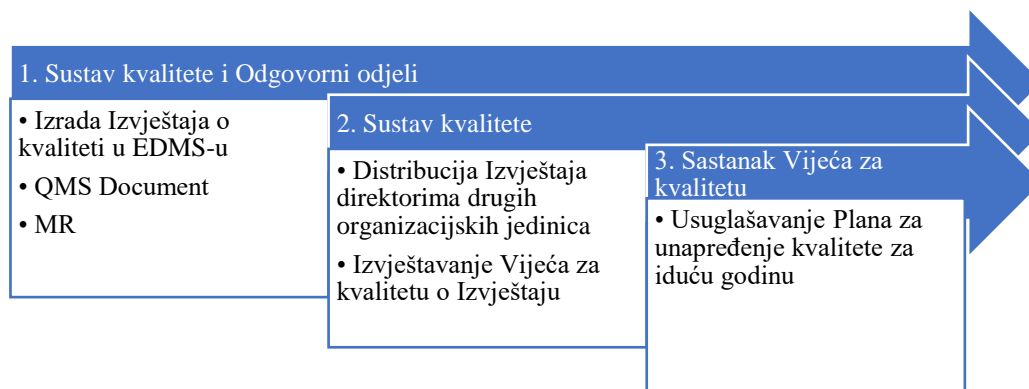 1. Sustav kvalitete i Odgovorni odjeli
• Izrada Izvještaja o
kvaliteti u EDMS-u
• QMS Document
• MR
2. Sustav kvalitete
• Distribucija Izvještaja
direktorima drugih
organizacijskih jedinica
• Izvještavanje Vijeća za
kvalitetu o Izvještaju
3. Sastanak Vijeća za
kvalitetu
• Usuglašavanje Plana za
unapređenje kvalitete za
iduću godinu